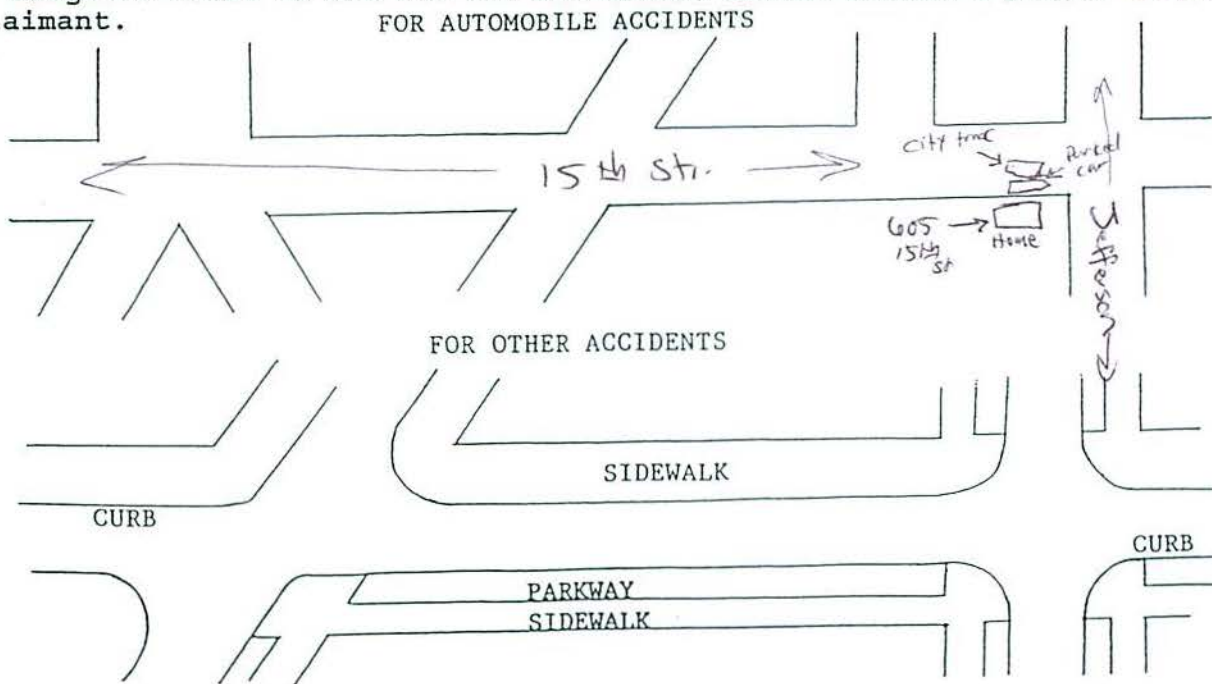 aimant.
FOR AUTOMOBILE ACCIDENTS
City truc
Parked
car
15th Str.
605
15th
st
Home
Jefferson
FOR OTHER ACCIDENTS
SIDEWALK
CURB
CURB
PARKWAY
SIDEWALK